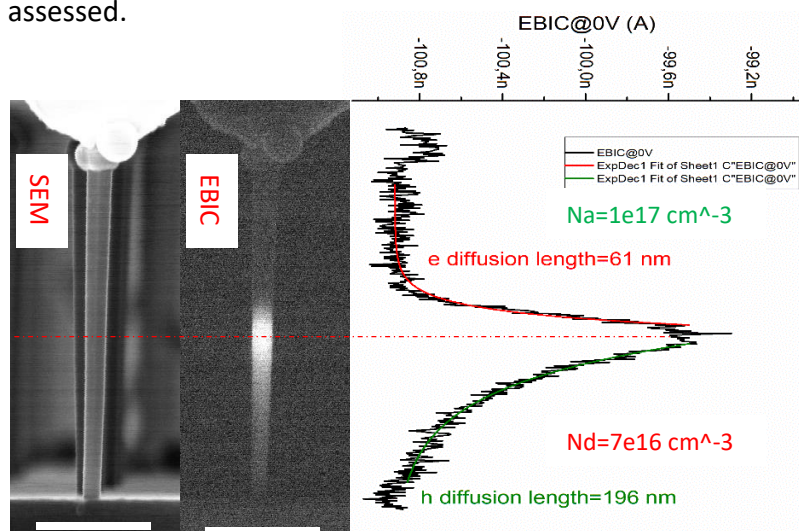 assessed.
EBIC@0V (A)
-100,8n
-100,4n
-100,0n
-99,6n
-99,2n
SEM
EBIC
EBIC@0V
ExpDec1 Fit of Sheet1 C"EBIC@0V"
ExpDec1 Fit of Sheet1 C"EBIC@0V"
Na=1e17 cm^-3
e diffusion length=61 nm
Nd=7e16 cm^-3
h diffusion length=196 nm